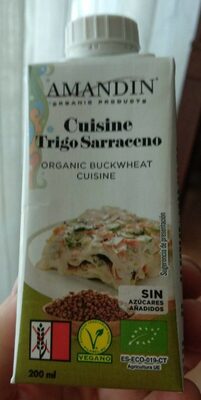 AMANDIN
ORGANIC PRODUCTS
Cuisine
Trigo Sarraceno
ORGANIC BUCKWHEAT
CUISINE
Sugerencia de presentación
SIN
AZÚCARES
AÑADIDOS
VEGANO
ES-ECO-019-CT
Agricultura UE
200 ml